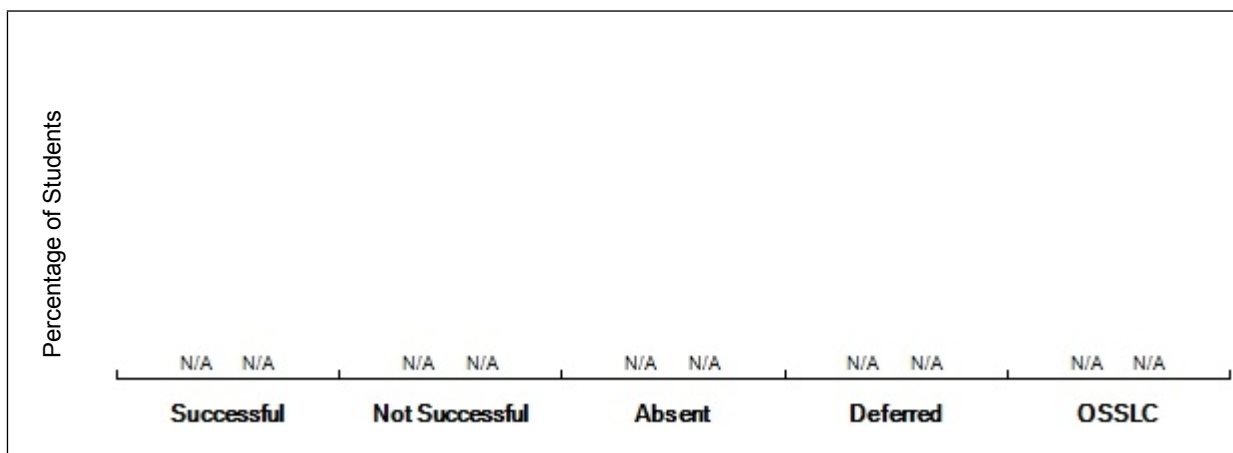 Percentage of Students
N/A N/A N/A N/A N/A N/A N/A N/A N/A N/A
Successful Not Successful Absent Deferred OSSLC